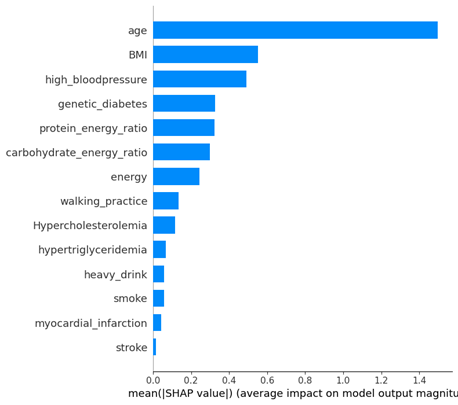 age
BMI
high_bloodpressure
genetic_diabetes
protein_energy_ratio
carbohydrate_energy_ratio
energy
walking_practice
Hypercholesterolemia
hypertriglyceridemia
heavy_drink
smoke
myocardial_infarction
stroke
0.0 0.2 0.4 0.6 0.8 1.0 1.2 1.4
mean(|SHAP value|) (average impact on model output magnitu